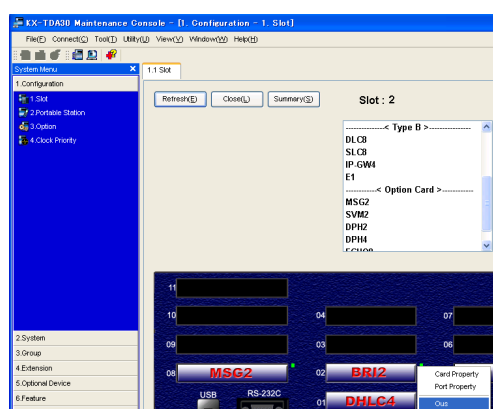 KX-TDA30 Maintenance Console - [1. Configuration - 1. Slot]
File(F) Connect(C) Tool(T) Utility(U) View(V) Window(W) Help(H)
System Menu
1.1 Slot
1.Configuration
1.Slot
2.Portable Station
3.Option
4.Clock Priority
Refresh(E) Close(L) Summary(S) Slot : 2
--------------< Type B >---------------
DLC8
SLC8
IP-GW4
E1
-----------< Option Card >-----------
MSG2
SVM2
DPH2
DPH4
ECHO8
11
10 04 07
09 03 06
08 MSG2 02 BRI2
USB RS-232C 01 DHLC4
Card Property
Port Property
Ous
2.System
3.Group
4.Extension
5.Optional Device
6.Feature